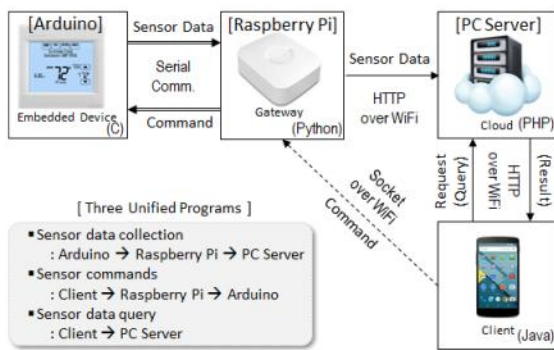 [Arduino]
Embedded Device
(C)
Sensor Data
Serial
Comm.
Command
[Raspberry Pi]
Gateway
(Python)
Sensor Data
HTTP
over WiFi
[PC Server]
Cloud (PHP)
Request
(Query)
HTTP
over WiFi
(Result)
Socket
over WiFi
Command
Client
(Java)
[ Three Unified Programs ]
▪Sensor data collection
: Arduino → Raspberry Pi → PC Server
▪Sensor commands
: Client → Raspberry Pi → Arduino
▪Sensor data query
: Client → PC Server